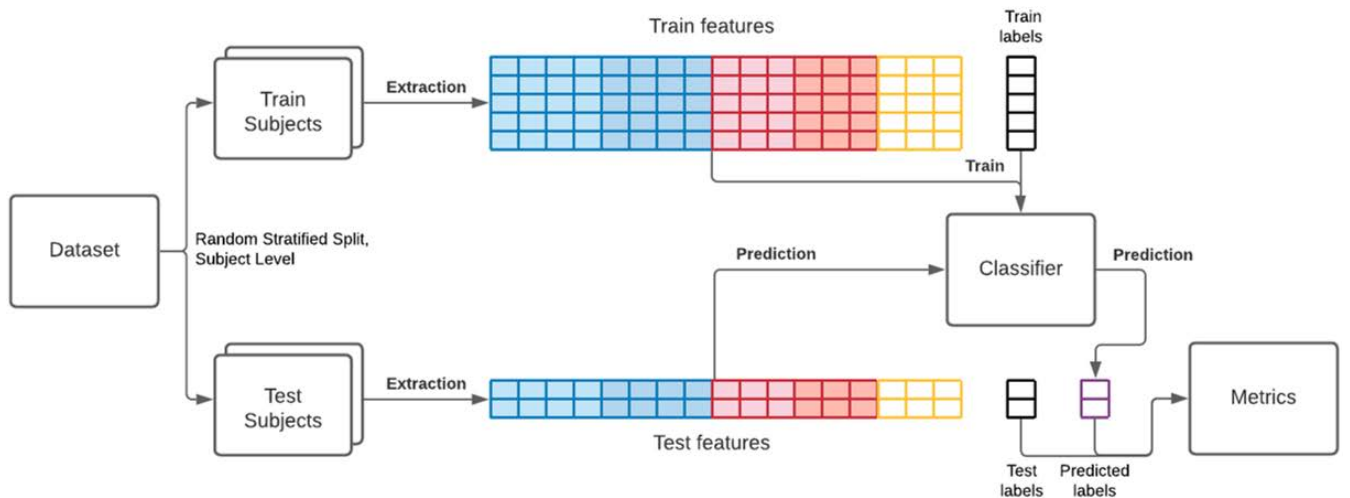 Train features
Train
labels
Train
Subjects
Extraction
Train
Dataset
Random Stratified Split,
Subject Level
Prediction
Classifier
Prediction
Test
Subjects
Extraction
Metrics
Test features
Test
labels
Predicted
labels